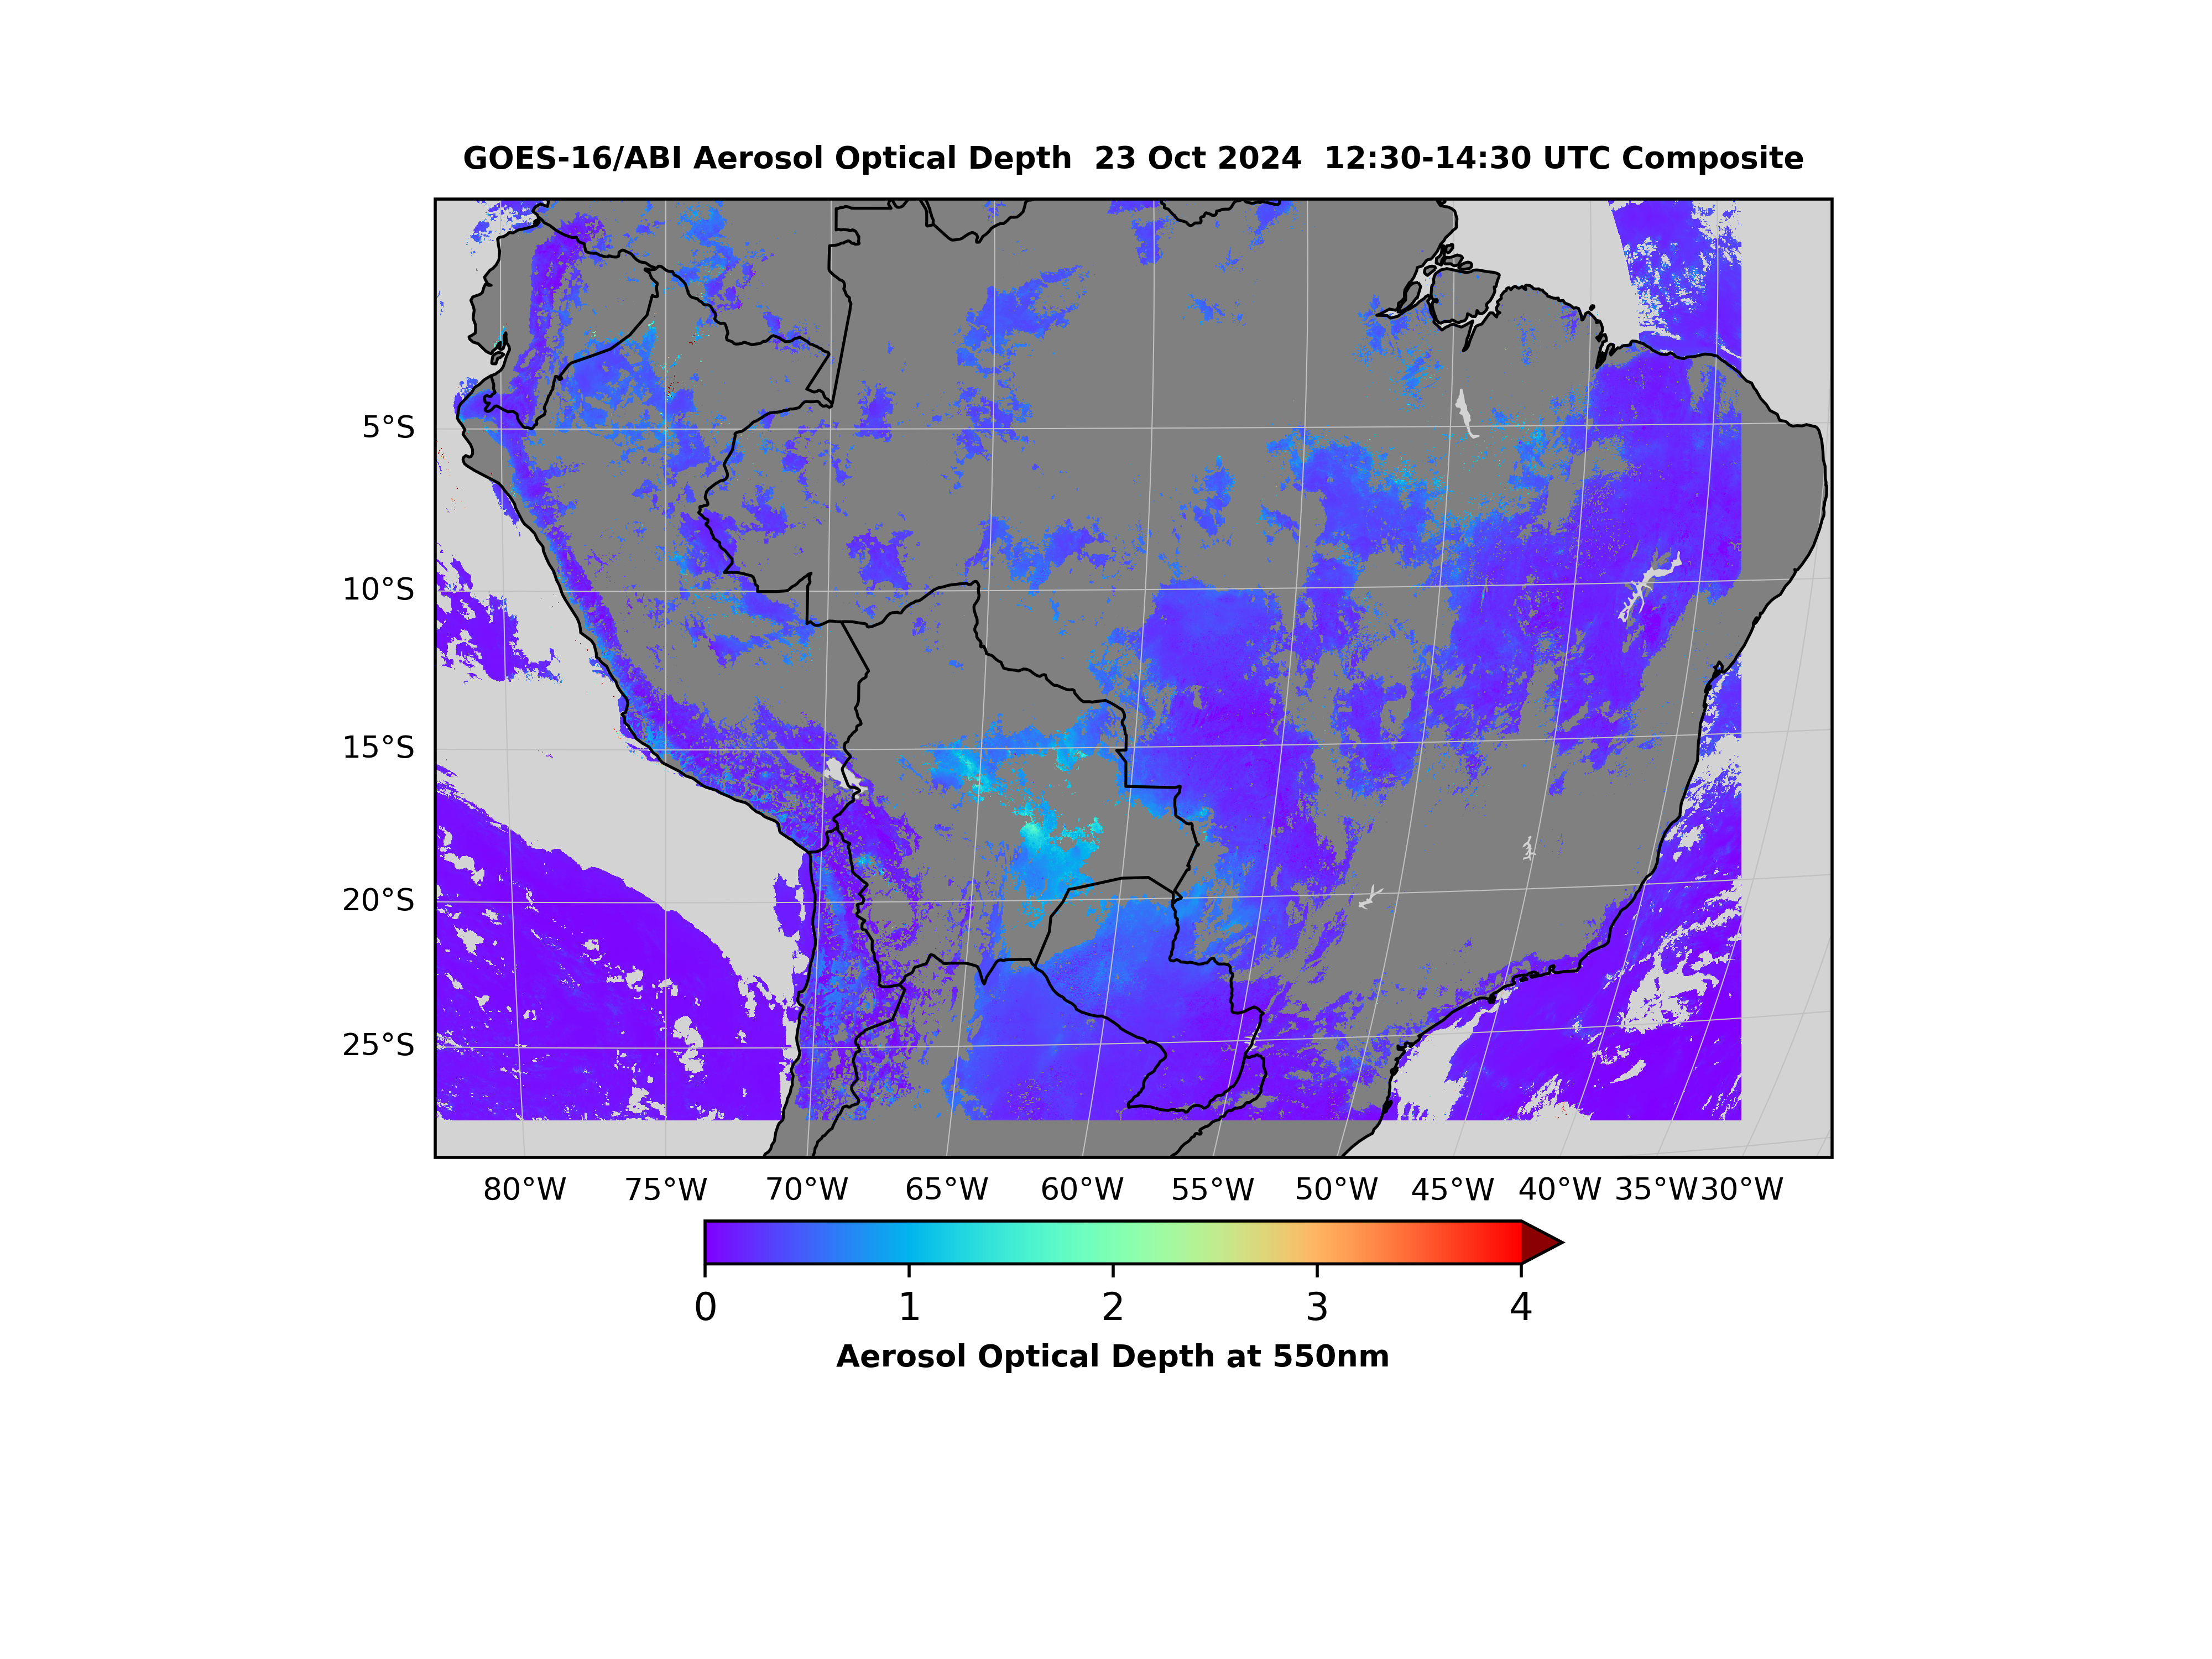 GOES-16/ABI Aerosol Optical Depth  23 Oct 2024  12:30-14:30 UTC Composite
5°S
10°S
15°S
20°S
25°S
80°W 75°W 70°W 65°W 60°W 55°W 50°W 45°W 40°W 35°W 30°W
0 1 2 3 4
Aerosol Optical Depth at 550nm